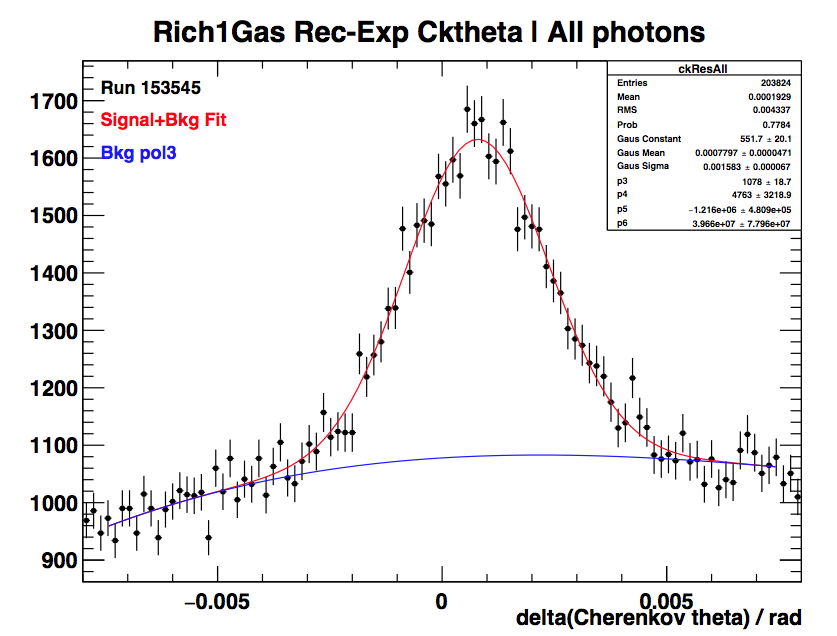 Rich1Gas Rec-Exp Cktheta | All photons
ckResAll
Entries 203824
Mean 0.0001929
RMS 0.004337
Prob 0.7784
Gaus Constant 551.7 ± 20.1
Gaus Mean 0.0007797 ± 0.0000471
Gaus Sigma 0.001583 ± 0.000067
p3 1078 ± 18.7
p4 4763 ± 3218.9
p5 −1.216e+06 ± 4.809e+05
p6 3.966e+07 ± 7.796e+07
Run 153545
Signal+Bkg Fit
Bkg pol3
1700
1600
1500
1400
1300
1200
1100
1000
900
−0.005 0 0.005
delta(Cherenkov theta) / rad